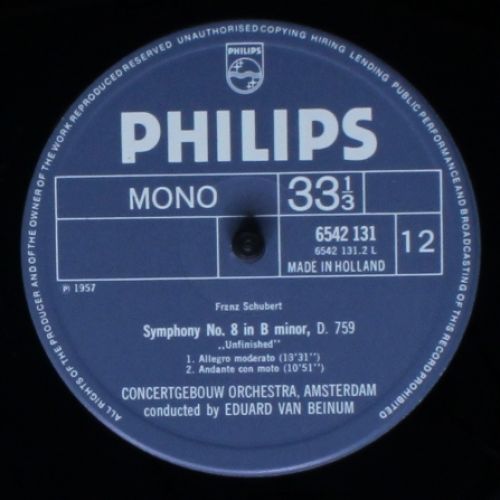 ALL RIGHTS OF THE PRODUCER AND OF THE OWNER OF THE WORK REPRODUCED RESERVED UNAUTHORISED COPYING HIRING LENDING PUBLIC PERFORMANCE AND BROADCASTING OF THIS RECORD PROHIBITED
PHILIPS
PHILIPS
MONO
33 1/3
6542 131
6542 131.2 L
MADE IN HOLLAND
12
℗ 1957
Franz Schubert
Symphony No. 8 in B minor, D. 759
„Unfinished"
1. Allegro moderato (13'31'')
2. Andante con moto (10'51'')
CONCERTGEBOUW ORCHESTRA, AMSTERDAM
conducted by EDUARD VAN BEINUM